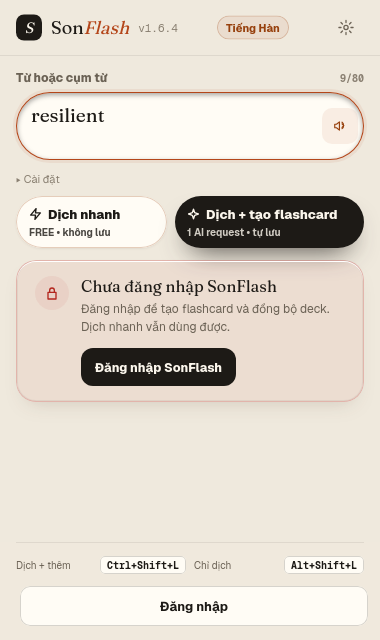 S SonFlash v1.6.4 Tiếng Hàn
Từ hoặc cụm từ 9/80
resilient
▸ Cài đặt
Dịch nhanh
FREE • không lưu
Dịch + tạo flashcard
1 AI request • tự lưu
Chưa đăng nhập SonFlash
Đăng nhập để tạo flashcard và đồng bộ deck.
Dịch nhanh vẫn dùng được.
Đăng nhập SonFlash
Dịch + thêm Ctrl+Shift+L Chỉ dịch Alt+Shift+L
Đăng nhập